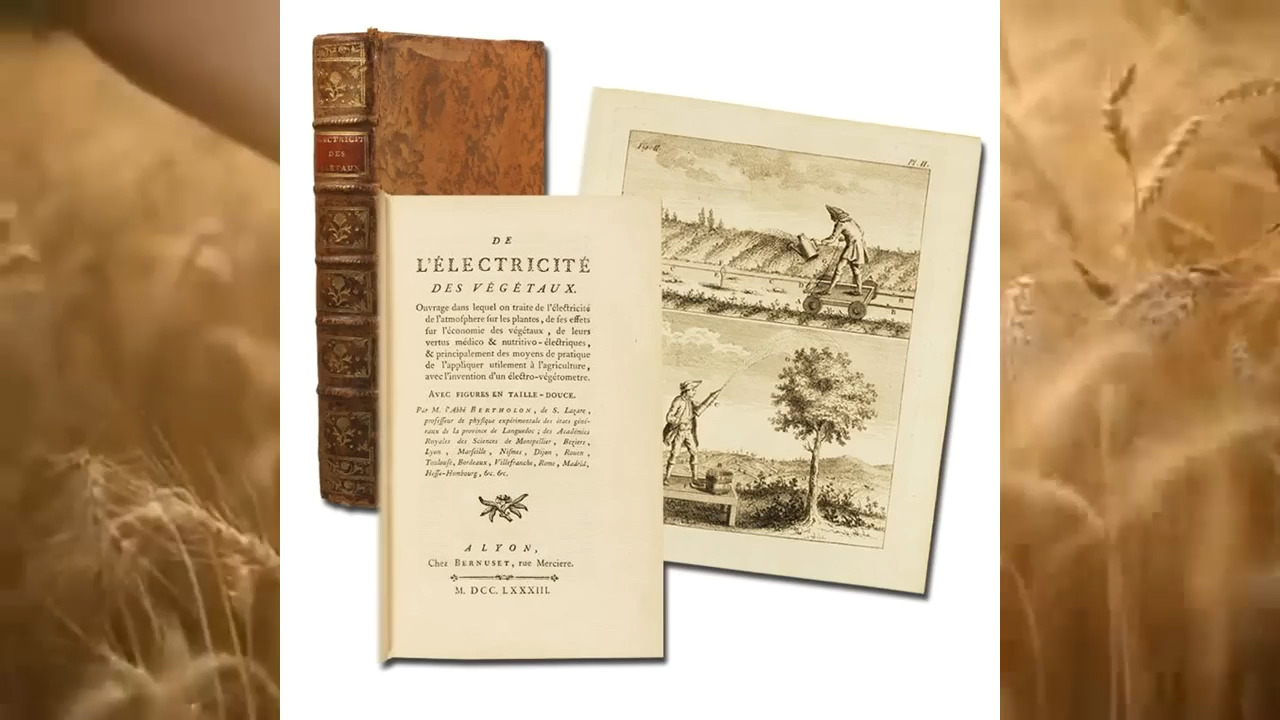 ELECTRICIT
DES
ETAUX
DE
L'ÉLECTRICITÉ
DES VÉGÉTAUX.
Ouvrage dans lequel on traite de l'électricité
de l'atmosphere sur les plantes, de ses effets
sur l'économie des végétaux, de leurs
vertus médico & nutritivo-électriques,
& principalement des moyens de pratique
de l'appliquer utilement à l'agriculture,
avec l'invention d'un électro-végétometre.
AVEC FIGURES EN TAILLE-DOUCE.
Par M. l'Abbé BERTHOLON, de S. Lazare,
professeur de physique expérimentale des états géné-
raux de la province de Languedoc ; des Académies
Royales des Sciences de Montpellier, Beziers,
Lyon, Marseille, Nismes, Dijon, Rouen,
Toulouse, Bordeaux, Villefranche, Rome, Madrid,
Hesse-Hombourg, &c. &c.
A LYON,
Chez BERNUSET, rue Merciere.
M. DCC. LXXXIII.
Pl. II.